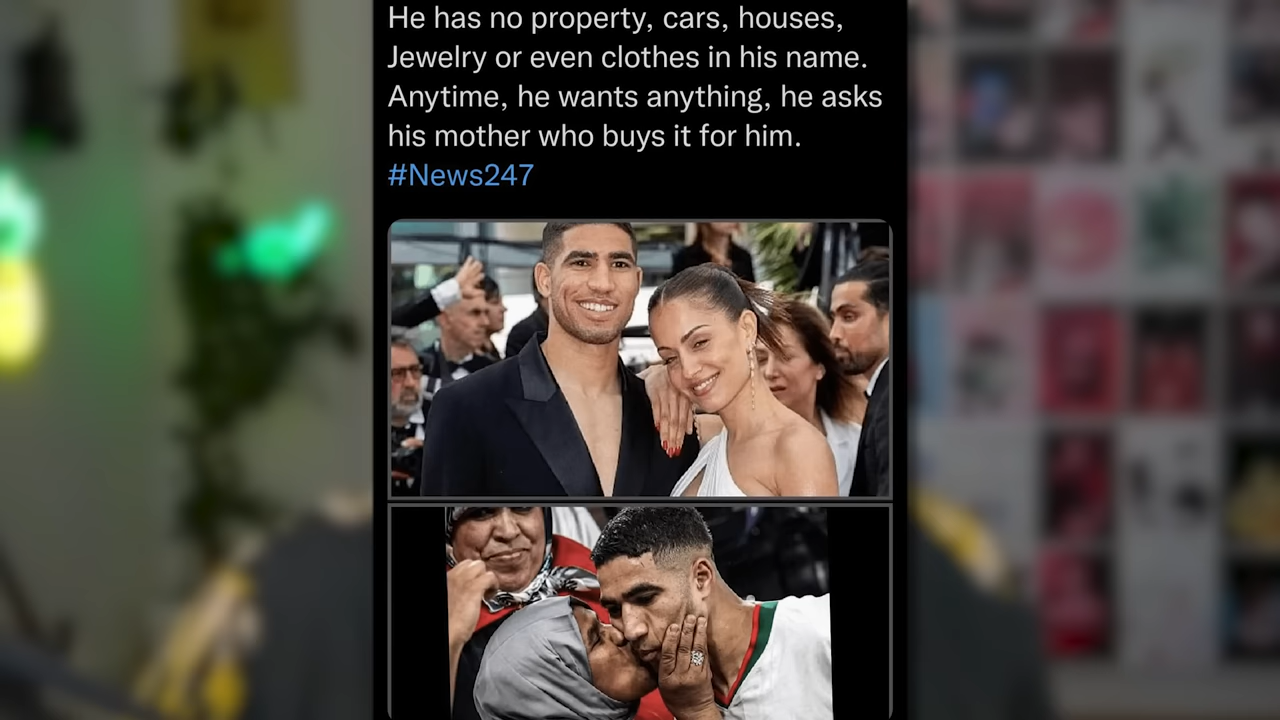 He has no property, cars, houses,
Jewelry or even clothes in his name.
Anytime, he wants anything, he asks
his mother who buys it for him.
#News247